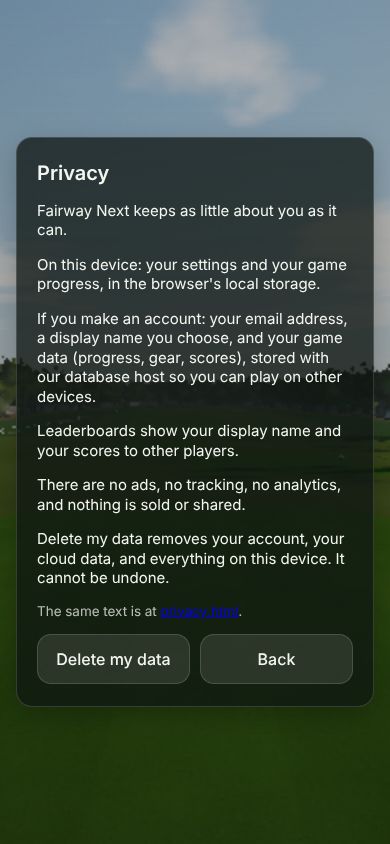 Privacy
Fairway Next keeps as little about you as it
can.
On this device: your settings and your game
progress, in the browser's local storage.
If you make an account: your email address,
a display name you choose, and your game
data (progress, gear, scores), stored with
our database host so you can play on other
devices.
Leaderboards show your display name and
your scores to other players.
There are no ads, no tracking, no analytics,
and nothing is sold or shared.
Delete my data removes your account, your
cloud data, and everything on this device. It
cannot be undone.
The same text is at privacy.html.
Delete my data
Back